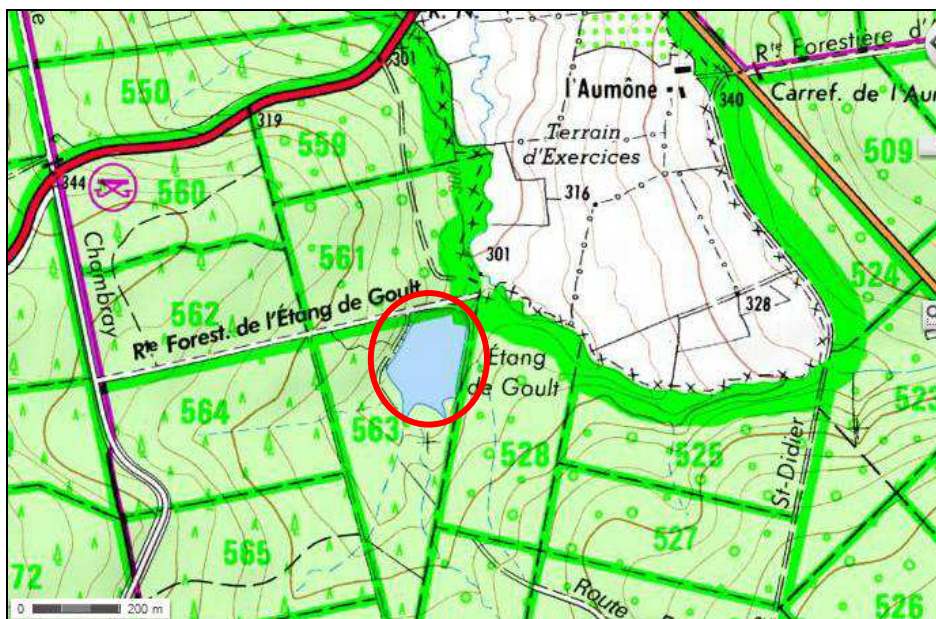 301
550
319
559
344
560
Chambray
561
562
Rte Forest. de l'Étang de Goult
564
563
565
72
0
200 m
l'Aumône
Terrain
d'Exercices
316
301
328
340
Rte Forestière d'
Carref. de l'Au
509
524
523
Étang
de Goult
528
525
527
St-Didier
Route
526